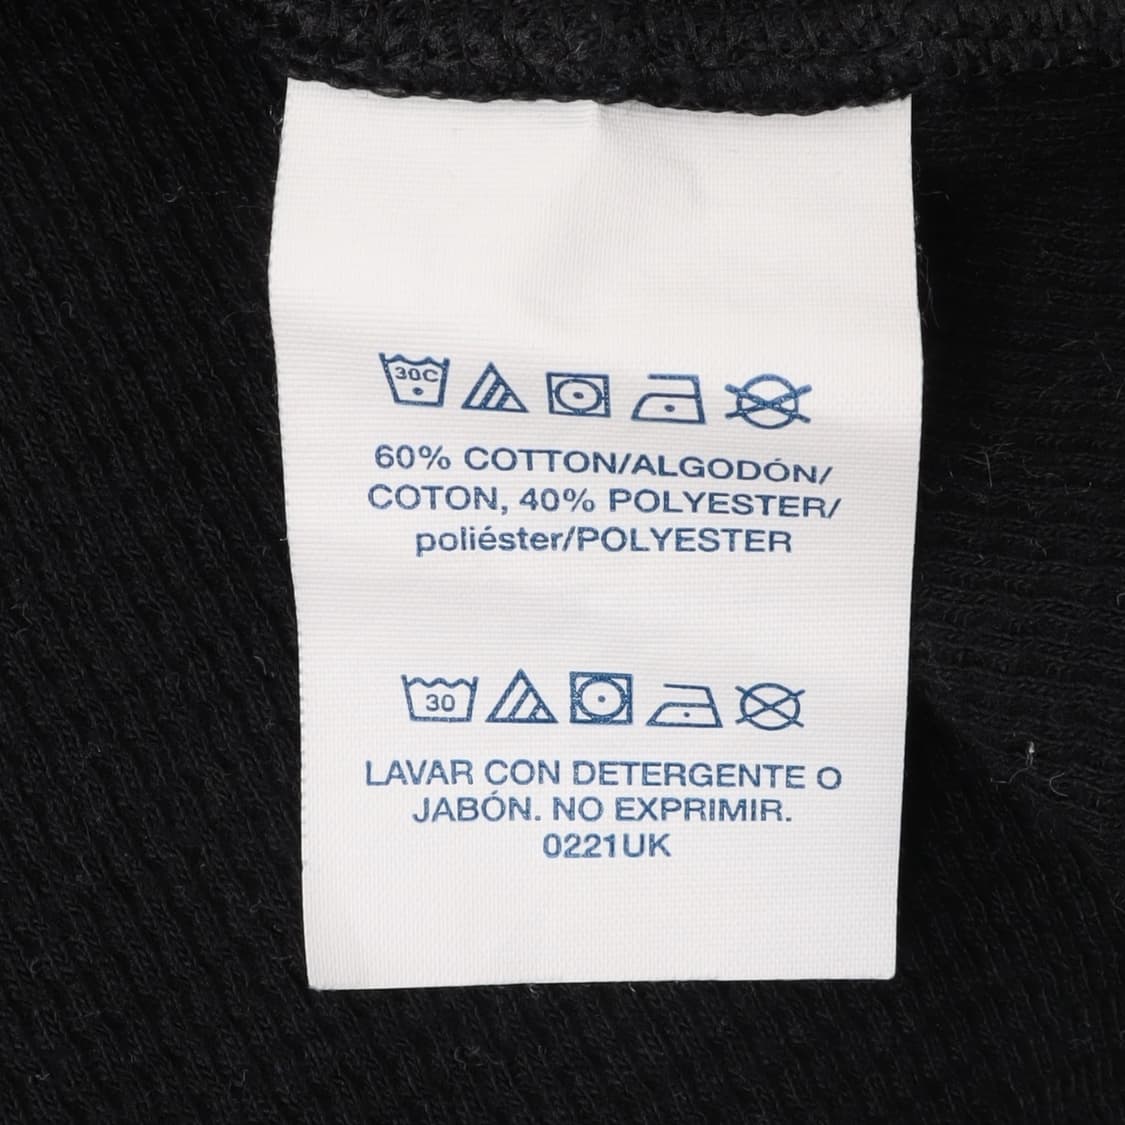 30C
60% COTTON/ALGODÓN/
COTON, 40% POLYESTER/
poliéster/POLYESTER
30
LAVAR CON DETERGENTE O
JABÓN. NO EXPRIMIR.
0221UK